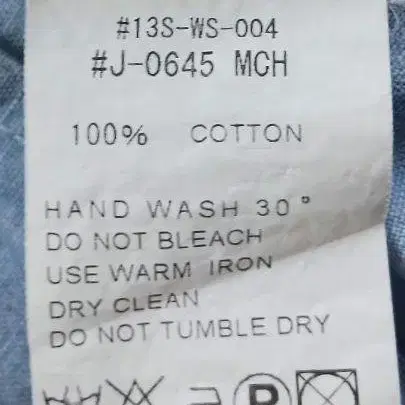 #13S-WS-004
#J-0645 MCH
100% COTTON
HAND WASH 30°
DO NOT BLEACH
USE WARM IRON
DRY CLEAN
DO NOT TUMBLE DRY
P